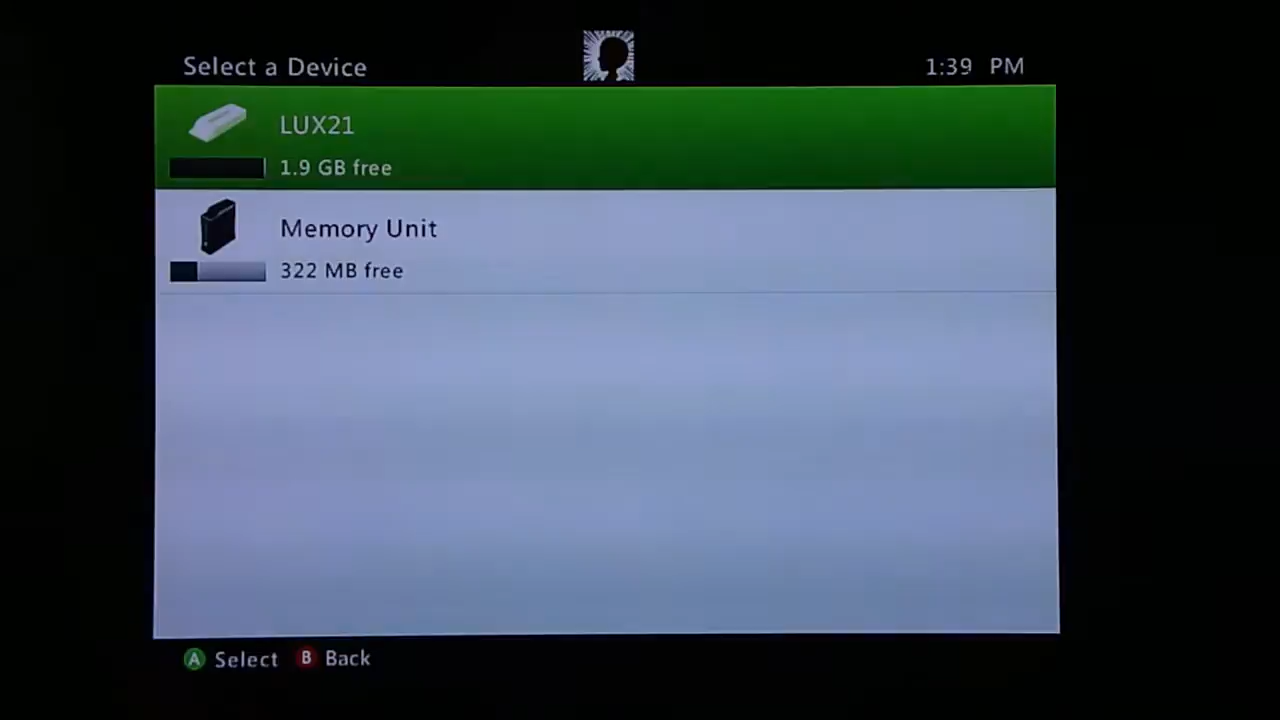 Select a Device
1:39 PM
LUX21
1.9 GB free
Memory Unit
322 MB free
A Select B Back